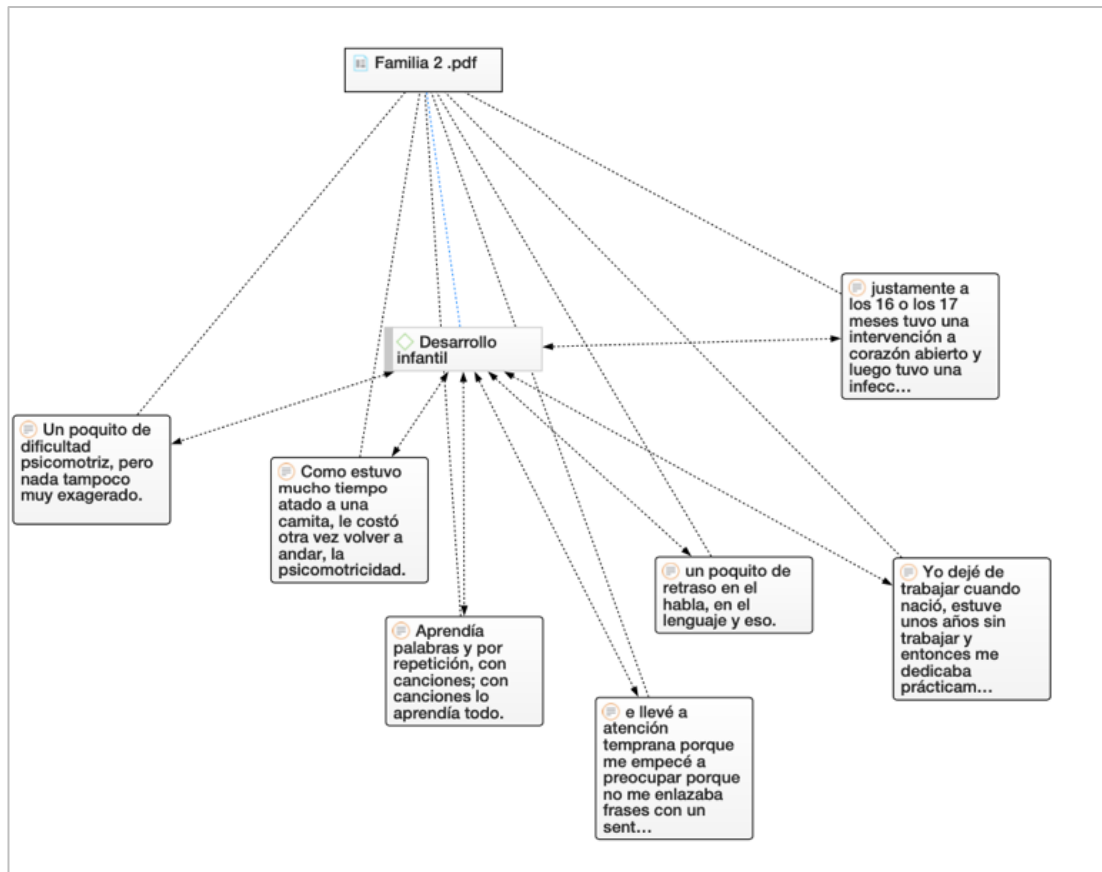 Familia 2 .pdf
justamente a
los 16 o los 17
meses tuvo una
intervención a
corazón abierto y
luego tuvo una
infecc...
Desarrollo
infantil
Un poquito de
dificultad
psicomotriz, pero
nada tampoco
muy exagerado.
Como estuvo
mucho tiempo
atado a una
camita, le costó
otra vez volver a
andar, la
psicomotricidad.
Aprendía
palabras y por
repetición, con
canciones; con
canciones lo
aprendía todo.
un poquito de
retraso en el
habla, en el
lenguaje y eso.
Yo dejé de
trabajar cuando
nació, estuve
unos años sin
trabajar y
entonces me
dedicaba
prácticam...
e llevé a
atención
temprana porque
me empecé a
preocupar porque
no me enlazaba
frases con un
sent...